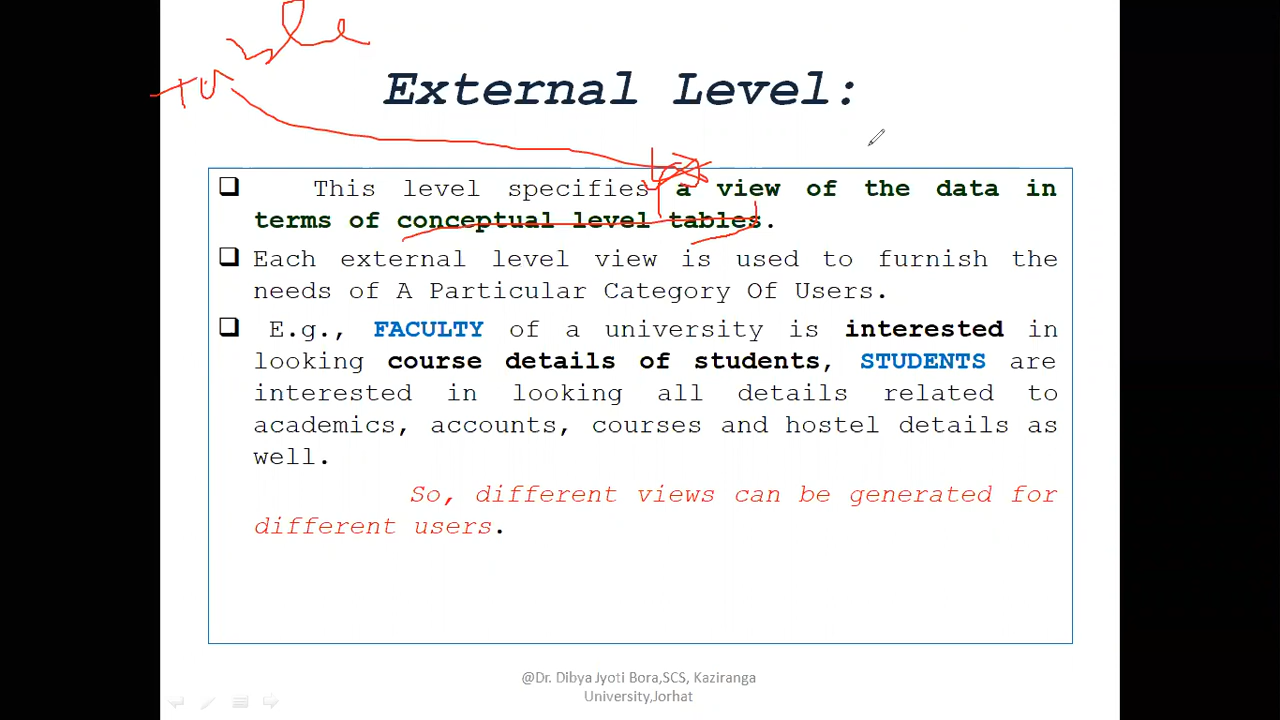 Table
External Level:
This level specifies a view of the data in
terms of conceptual level tables.
Each external level view is used to furnish the
needs of A Particular Category Of Users.
E.g., FACULTY of a university is interested in
looking course details of students, STUDENTS are
interested in looking all details related to
academics, accounts, courses and hostel details as
well.
So, different views can be generated for
different users.
@Dr. Dibya Jyoti Bora,SCS, Kaziranga
University,Jorhat